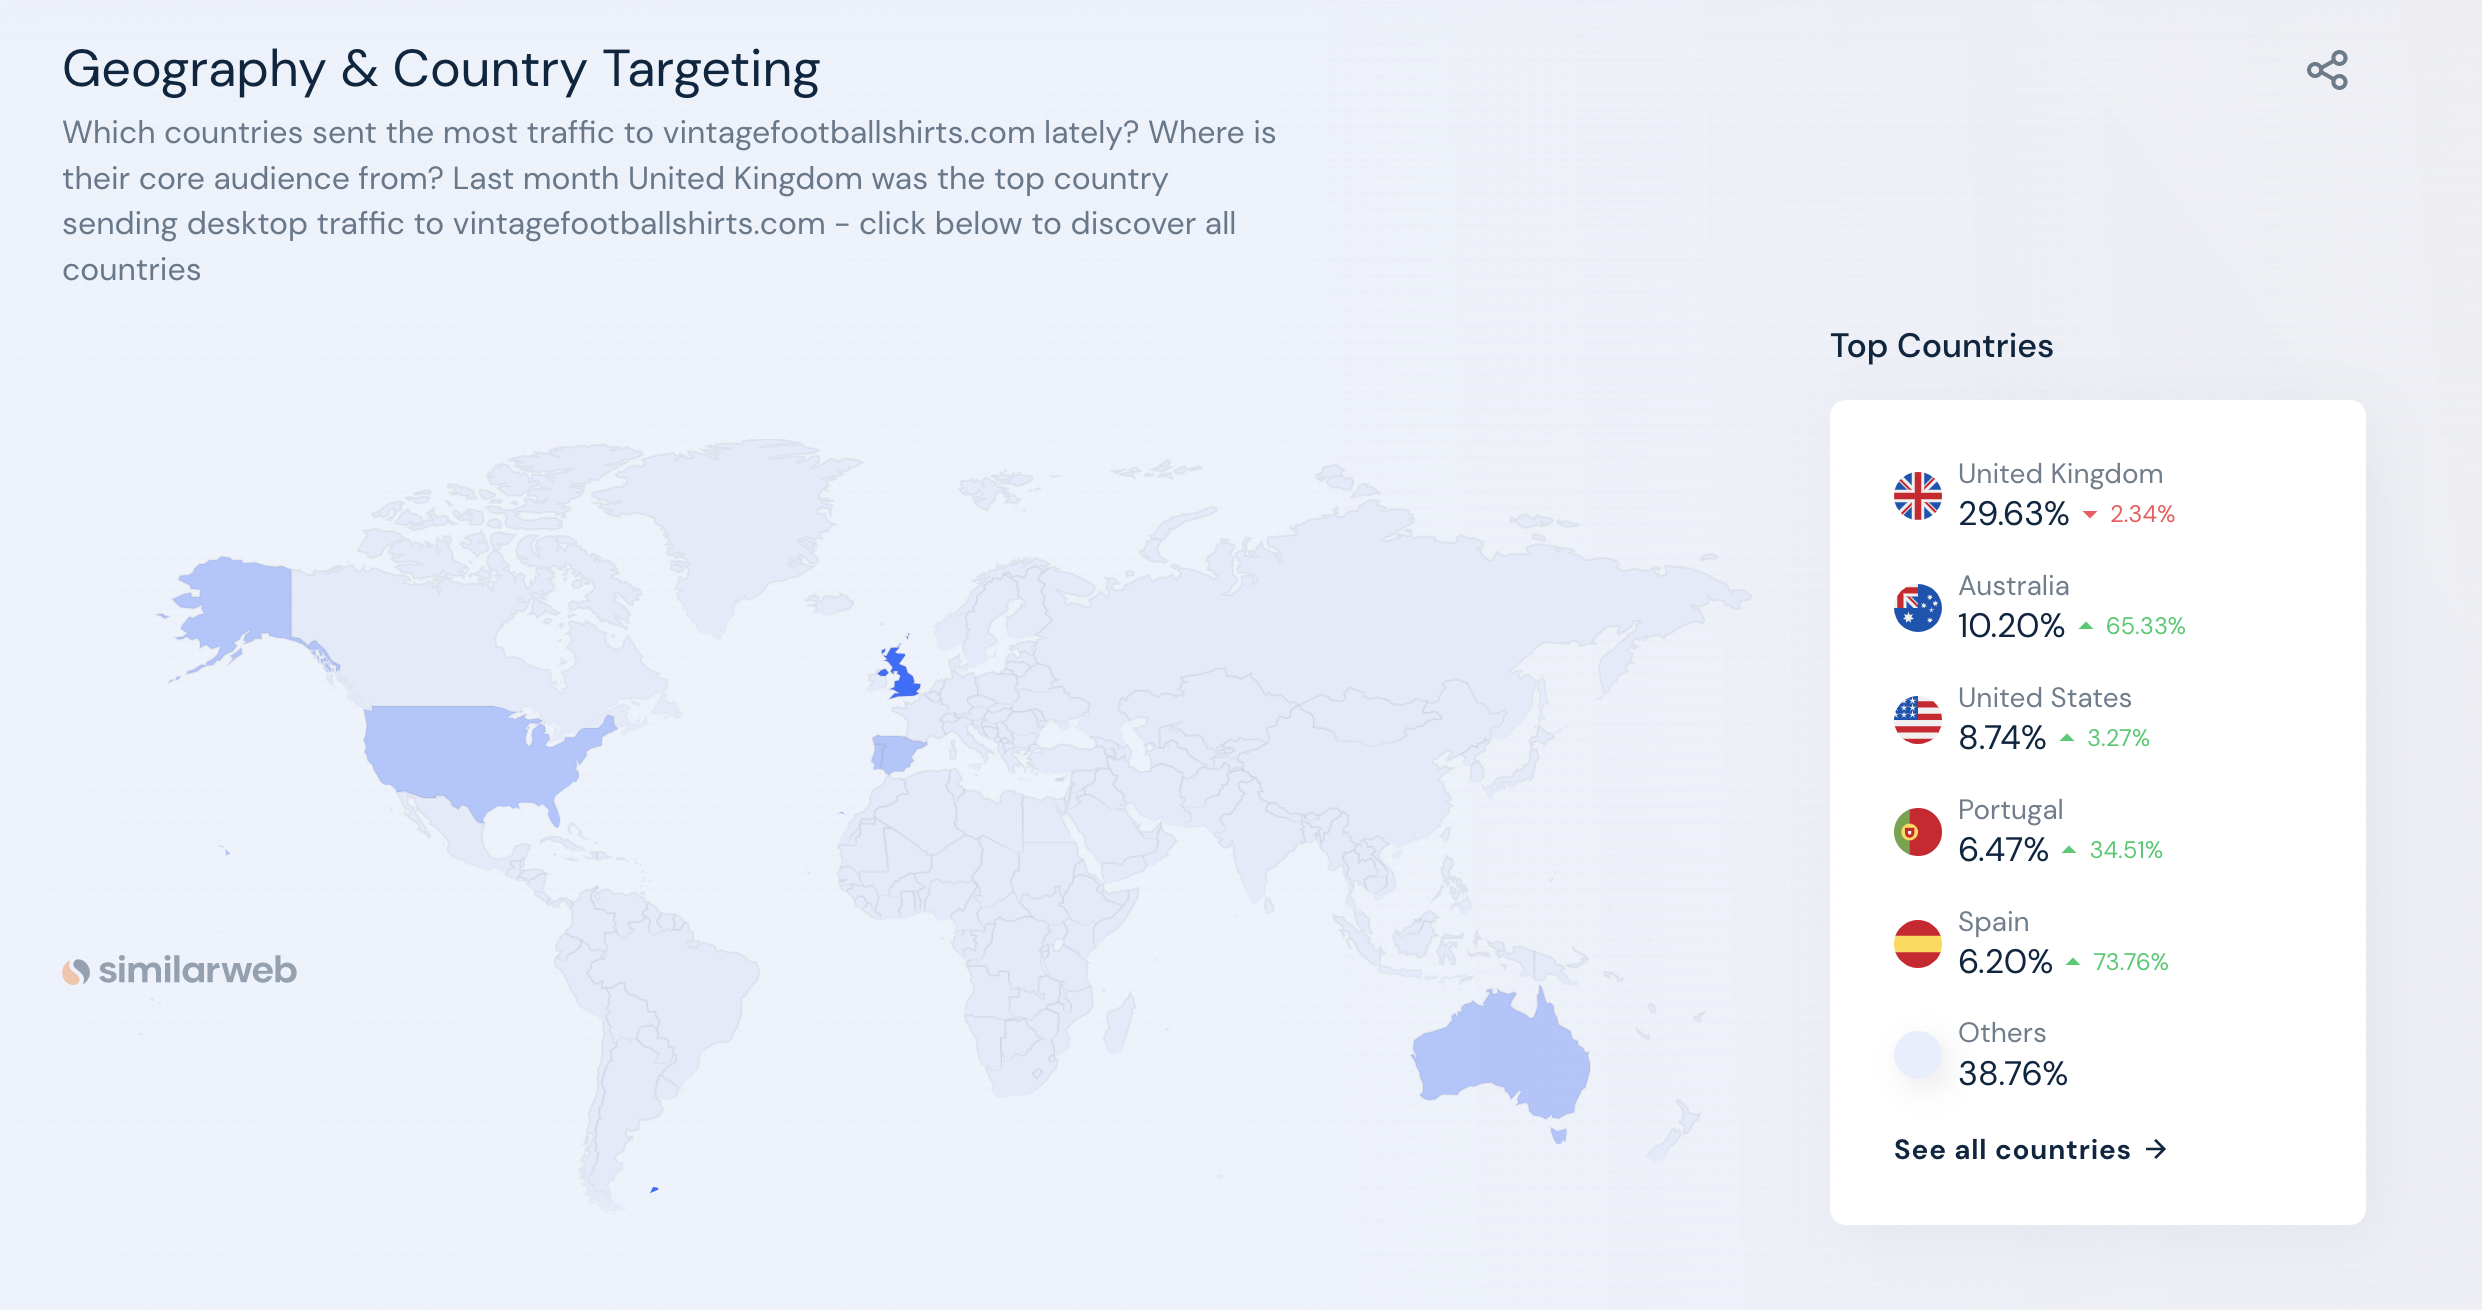 Geography & Country Targeting
Which countries sent the most traffic to vintagefootballshirts.com lately? Where is
their core audience from? Last month United Kingdom was the top country
sending desktop traffic to vintagefootballshirts.com - click below to discover all
countries
Top Countries
United Kingdom
29.63% 2.34%
Australia
10.20% 65.33%
United States
8.74% 3.27%
Portugal
6.47% 34.51%
Spain
6.20% 73.76%
Others
38.76%
See all countries →
similarweb